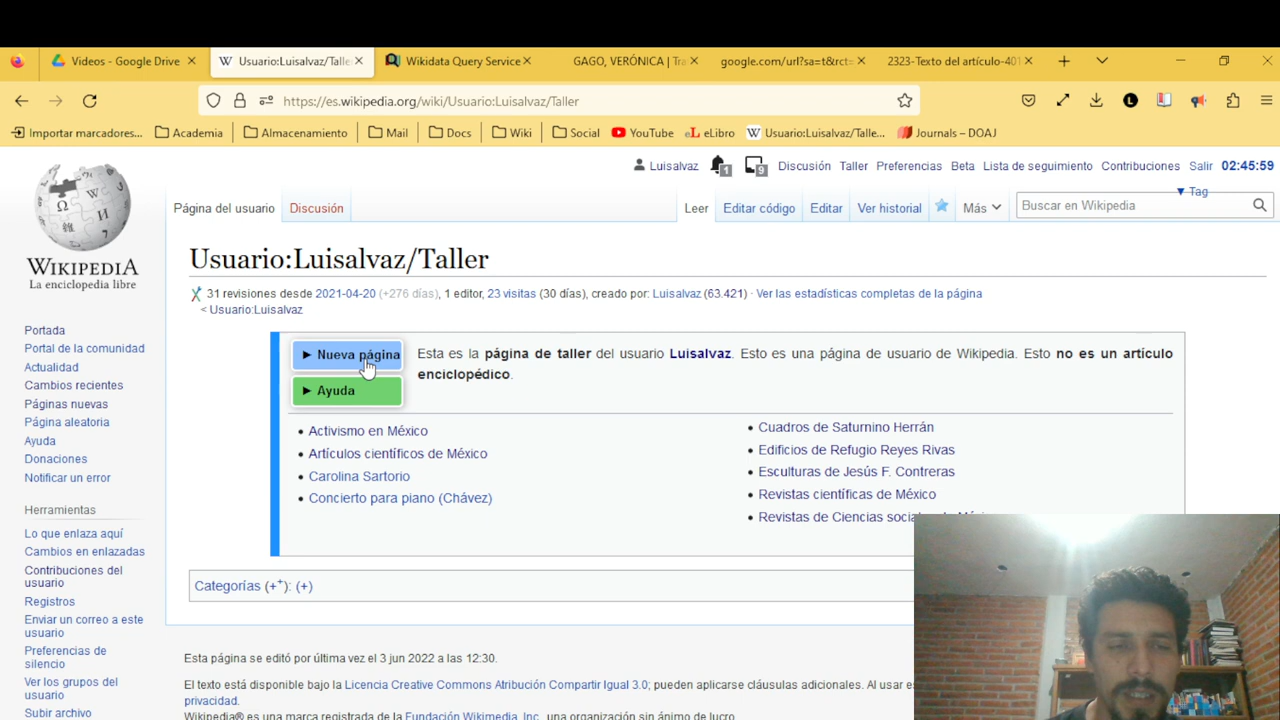 Videos - Google Drive
Usuario:Luisalvaz/Talle
Wikidata Query Service
GAGO, VERÓNICA | Tra
google.com/url?sa=t&rct=
2323-Texto del artículo-401
https://es.wikipedia.org/wiki/Usuario:Luisalvaz/Taller
Importar marcadores...
Academia
Almacenamiento
Mail
Docs
Wiki
Social
YouTube
eL eLibro
W Usuario:Luisalvaz/Talle...
Journals – DOAJ
Luisalvaz
1
9
Discusión
Taller
Preferencias
Beta
Lista de seguimiento
Contribuciones
Salir
02:45:59
▼ Tag
Página del usuario
Discusión
Leer
Editar código
Editar
Ver historial
Más
Buscar en Wikipedia
WIKIPEDIA
La enciclopedia libre
Portada
Portal de la comunidad
Actualidad
Cambios recientes
Páginas nuevas
Página aleatoria
Ayuda
Donaciones
Notificar un error
Herramientas
Lo que enlaza aquí
Cambios en enlazadas
Contribuciones del
usuario
Registros
Enviar un correo a este
usuario
Preferencias de
silencio
Ver los grupos del
usuario
Subir archivo
Usuario:Luisalvaz/Taller
31 revisiones desde 2021-04-20 (+276 días), 1 editor, 23 visitas (30 días), creado por: Luisalvaz (63.421) · Ver las estadísticas completas de la página
< Usuario:Luisalvaz
► Nueva página
► Ayuda
Esta es la página de taller del usuario Luisalvaz. Esto es una página de usuario de Wikipedia. Esto no es un artículo
enciclopédico.
• Activismo en México
• Artículos científicos de México
• Carolina Sartorio
• Concierto para piano (Chávez)
• Cuadros de Saturnino Herrán
• Edificios de Refugio Reyes Rivas
• Esculturas de Jesús F. Contreras
• Revistas científicas de México
• Revistas de Ciencias
Categorías (+⁺): (+)
Esta página se editó por última vez el 3 jun 2022 a las 12:30.
El texto está disponible bajo la Licencia Creative Commons Atribución Compartir Igual 3.0; pueden aplicarse cláusulas adicionales. Al usar
privacidad.
Wikipedia® es una marca registrada de la Fundación Wikimedia, Inc., una organización sin ánimo de lucro.